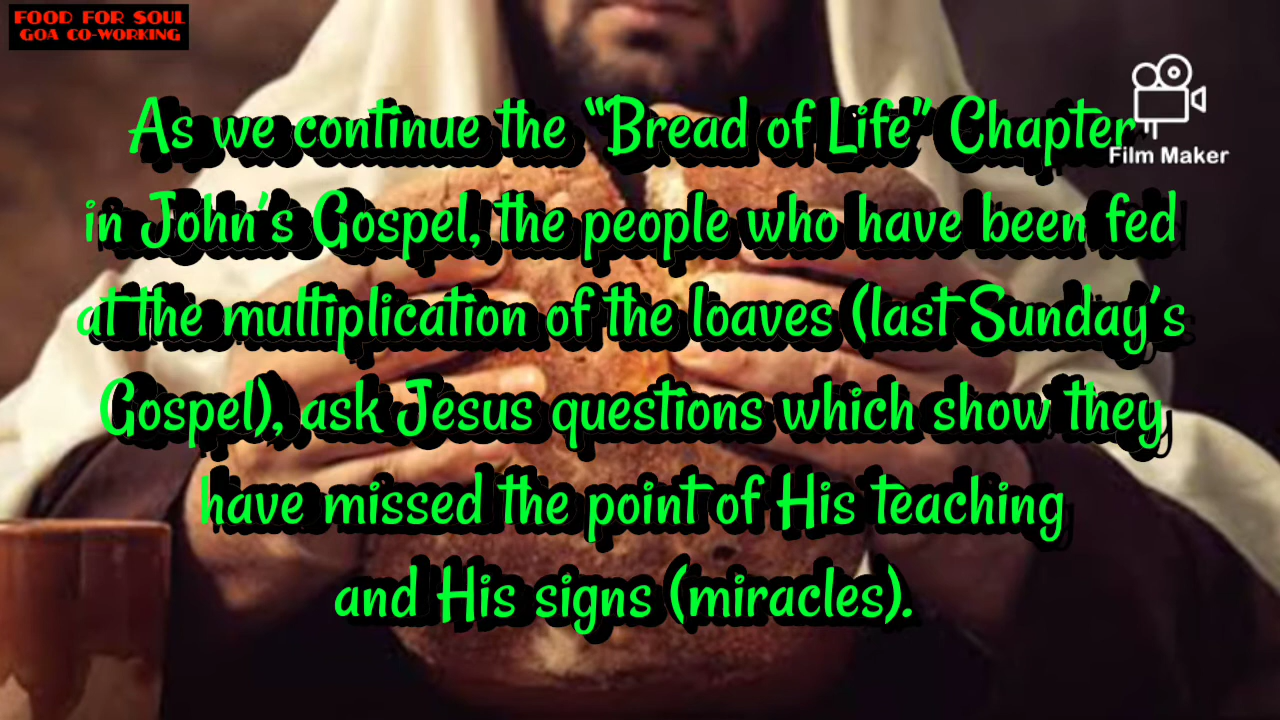 FOOD FOR SOUL
GOA CO-WORKING
Film Maker
As we continue the “Bread of Life” Chapter
in John’s Gospel, the people who have been fed
at the multiplication of the loaves (last Sunday’s
Gospel), ask Jesus questions which show they
have missed the point of His teaching
and His signs (miracles).